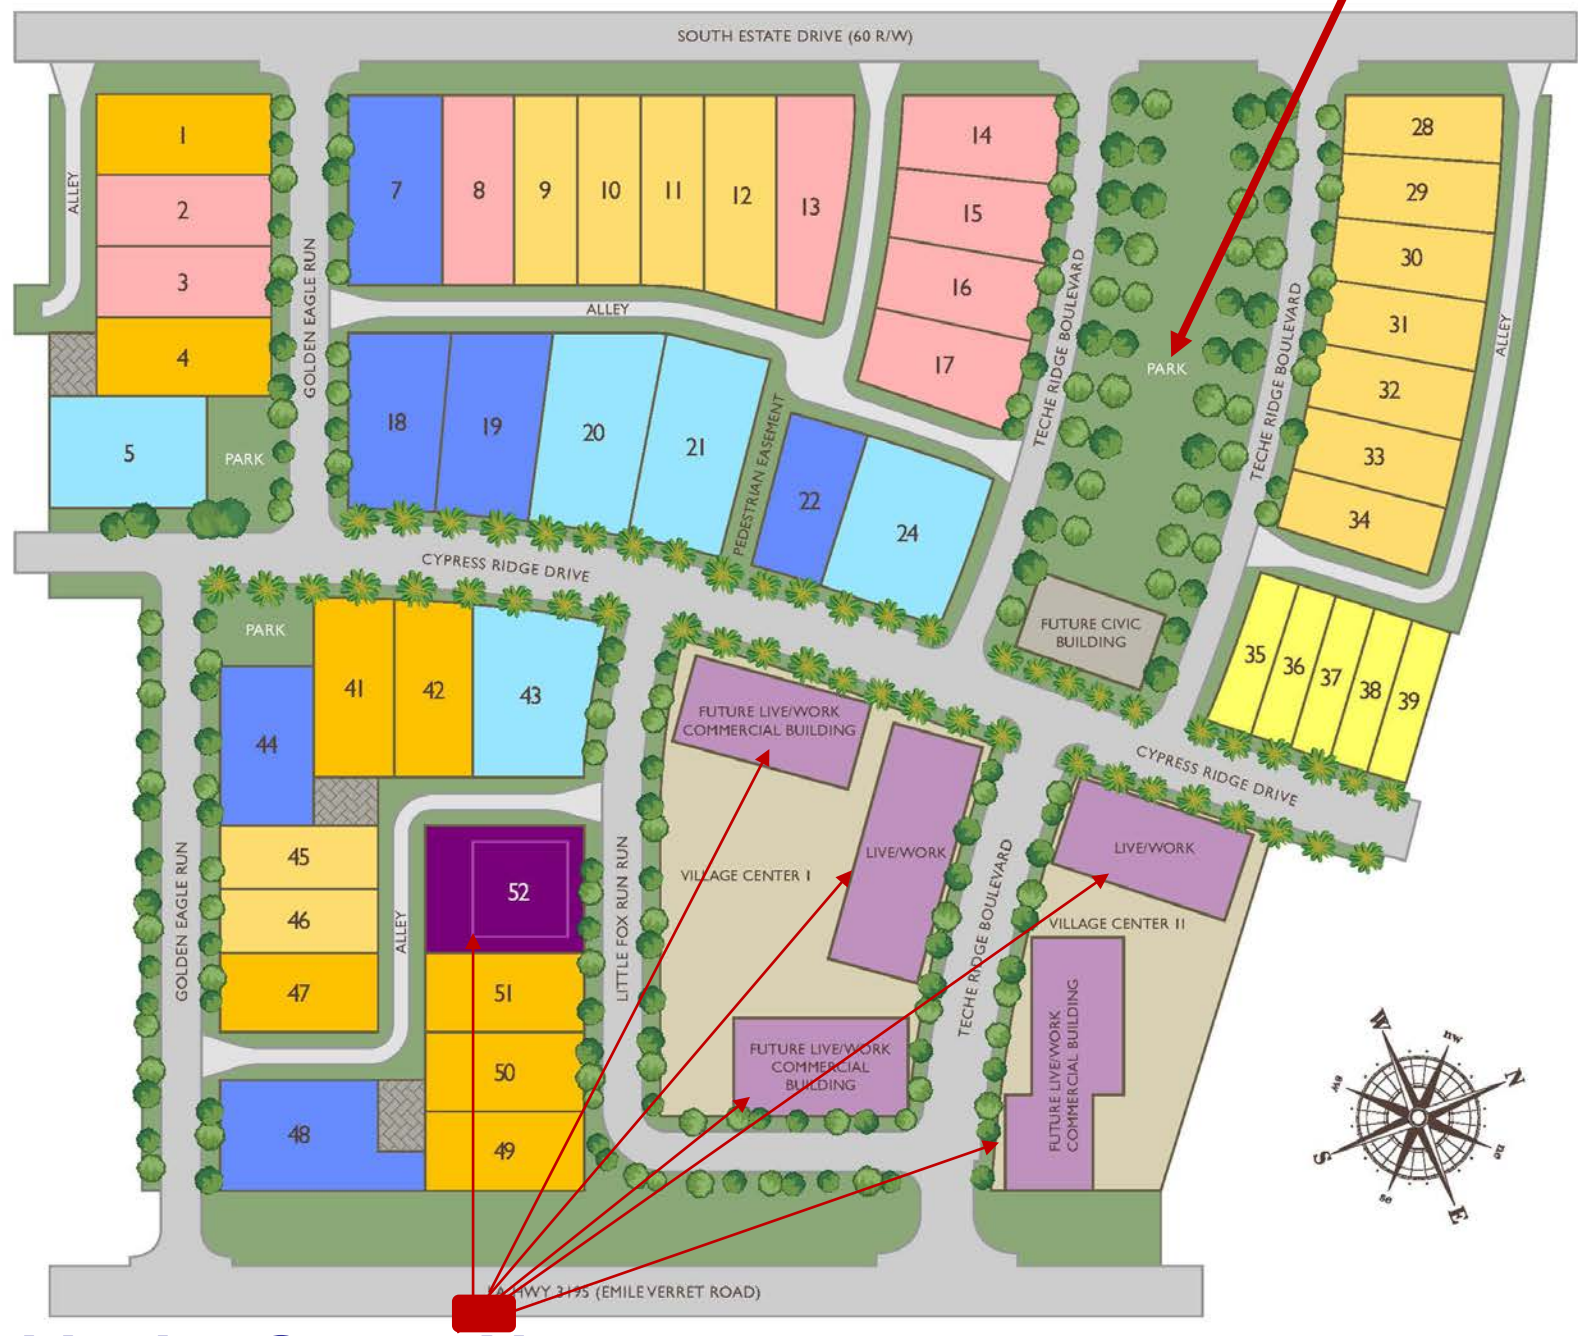 SOUTH ESTATE DRIVE (60 R/W)
ALLEY
1
2
3
4
5
PARK
GOLDEN EAGLE RUN
7
8
9
10
11
12
13
ALLEY
14
15
16
17
TECHE RIDGE BOULEVARD
PARK
TECHE RIDGE BOULEVARD
28
29
30
31
32
33
34
ALLEY
18
19
20
21
PEDESTRIAN EASEMENT
22
24
CYPRESS RIDGE DRIVE
FUTURE CIVIC
BUILDING
35
36
37
38
39
PARK
41
42
43
44
45
46
47
48
GOLDEN EAGLE RUN
ALLEY
52
51
50
49
LITTLE FOX RUN RUN
FUTURE LIVE/WORK
COMMERCIAL BUILDING
LIVE/WORK
VILLAGE CENTER I
FUTURE LIVE/WORK
COMMERCIAL
BUILDING
TECHE RIDGE BOULEVARD
CYPRESS RIDGE DRIVE
LIVE/WORK
VILLAGE CENTER II
FUTURE LIVE/WORK
COMMERCIAL BUILDING
W
nw
N
ne
E
se
S
sw
HWY 3195 (EMILE VERRET ROAD)